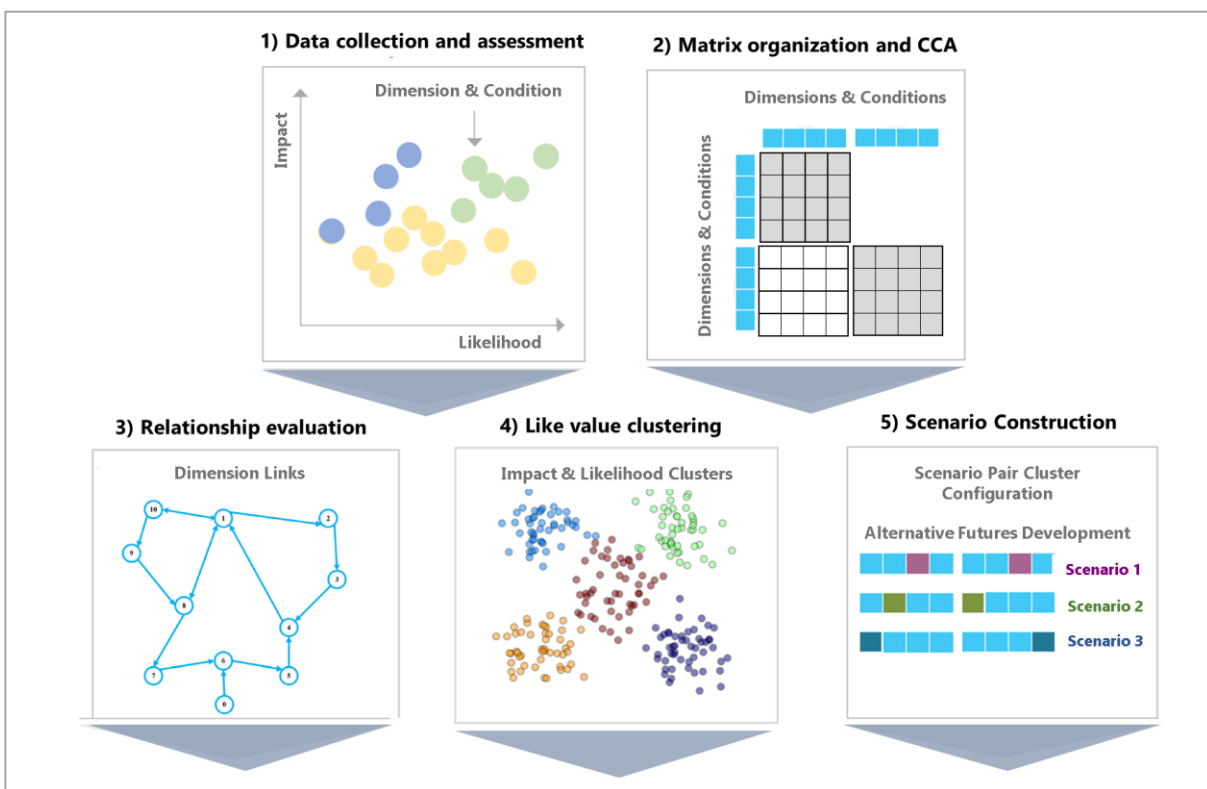 1) Data collection and assessment
Dimension & Condition
Impact
Likelihood
2) Matrix organization and CCA
Dimensions & Conditions
Dimensions & Conditions
3) Relationship evaluation
Dimension Links
10
1
2
9
3
8
4
7
6
5
0
4) Like value clustering
Impact & Likelihood Clusters
5) Scenario Construction
Scenario Pair Cluster
Configuration
Alternative Futures Development
Scenario 1
Scenario 2
Scenario 3